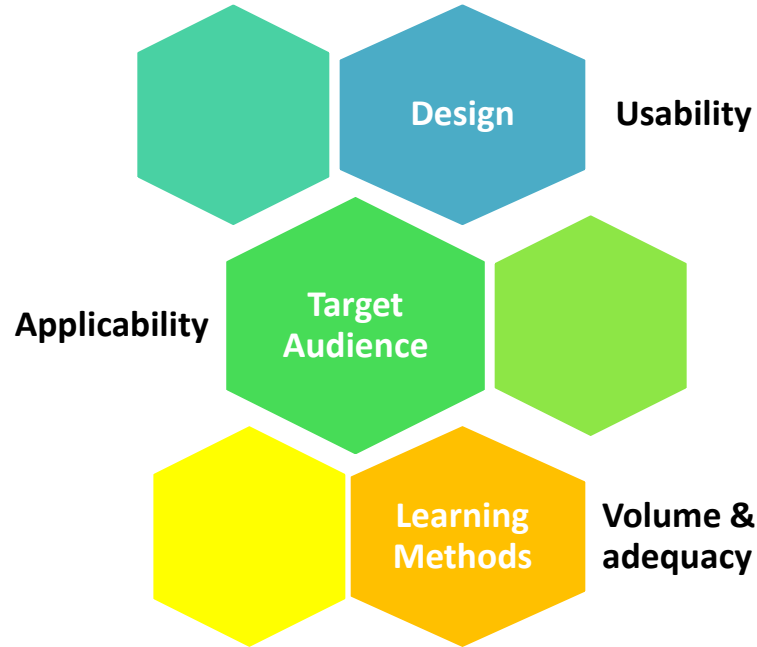 Design
Usability
Applicability
Target
Audience
Learning
Methods
Volume &
adequacy